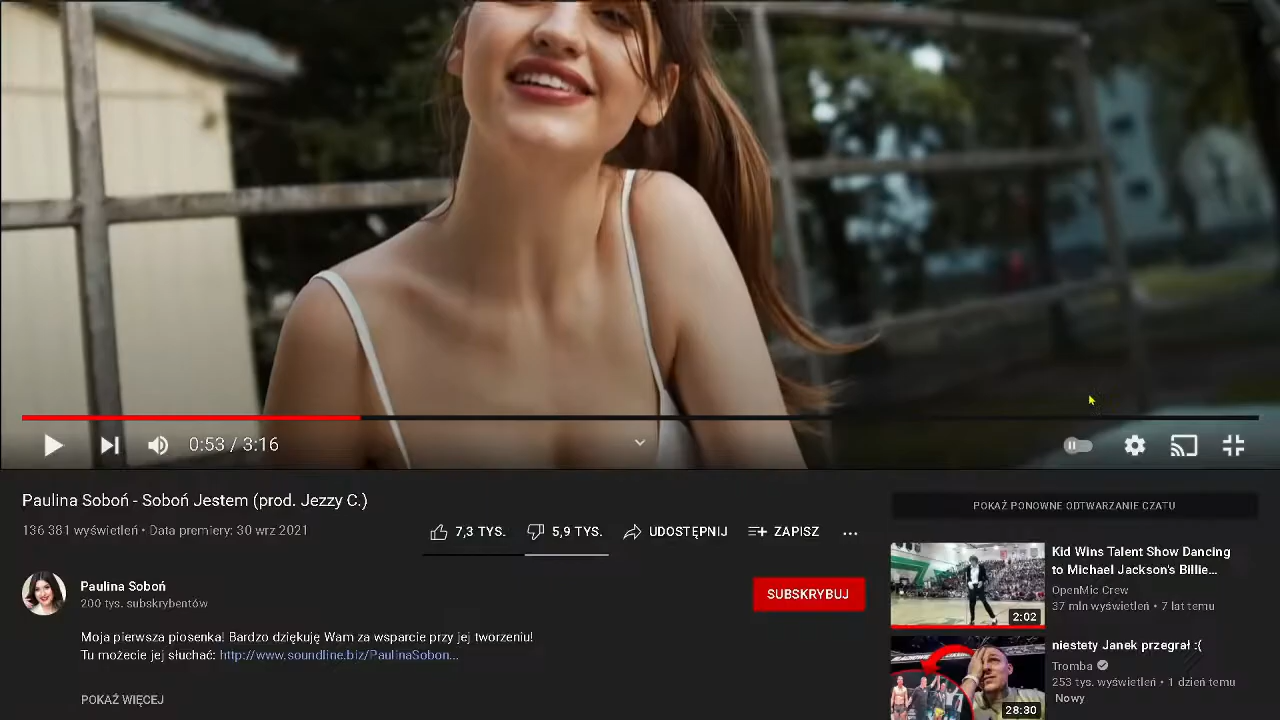 0:53 / 3:16
Paulina Soboń - Soboń Jestem (prod. Jezzy C.)
136 381 wyświetleń • Data premiery: 30 wrz 2021
7,3 TYS.
5,9 TYS.
UDOSTĘPNIJ
ZAPISZ
Paulina Soboń
200 tys. subskrybentów
SUBSKRYBUJ
Moja pierwsza piosenka! Bardzo dziękuję Wam za wsparcie przy jej tworzeniu!
Tu możecie jej słuchać: http://www.soundline.biz/PaulinaSobon...
POKAŻ WIĘCEJ
POKAŻ PONOWNE ODTWARZANIE CZATU
Kid Wins Talent Show Dancing
to Michael Jackson's Billie...
OpenMic Crew
37 mln wyświetleń • 7 lat temu
2:02
niestety Janek przegrał :(
Tromba
253 tys. wyświetleń • 1 dzień temu
Nowy
28:30